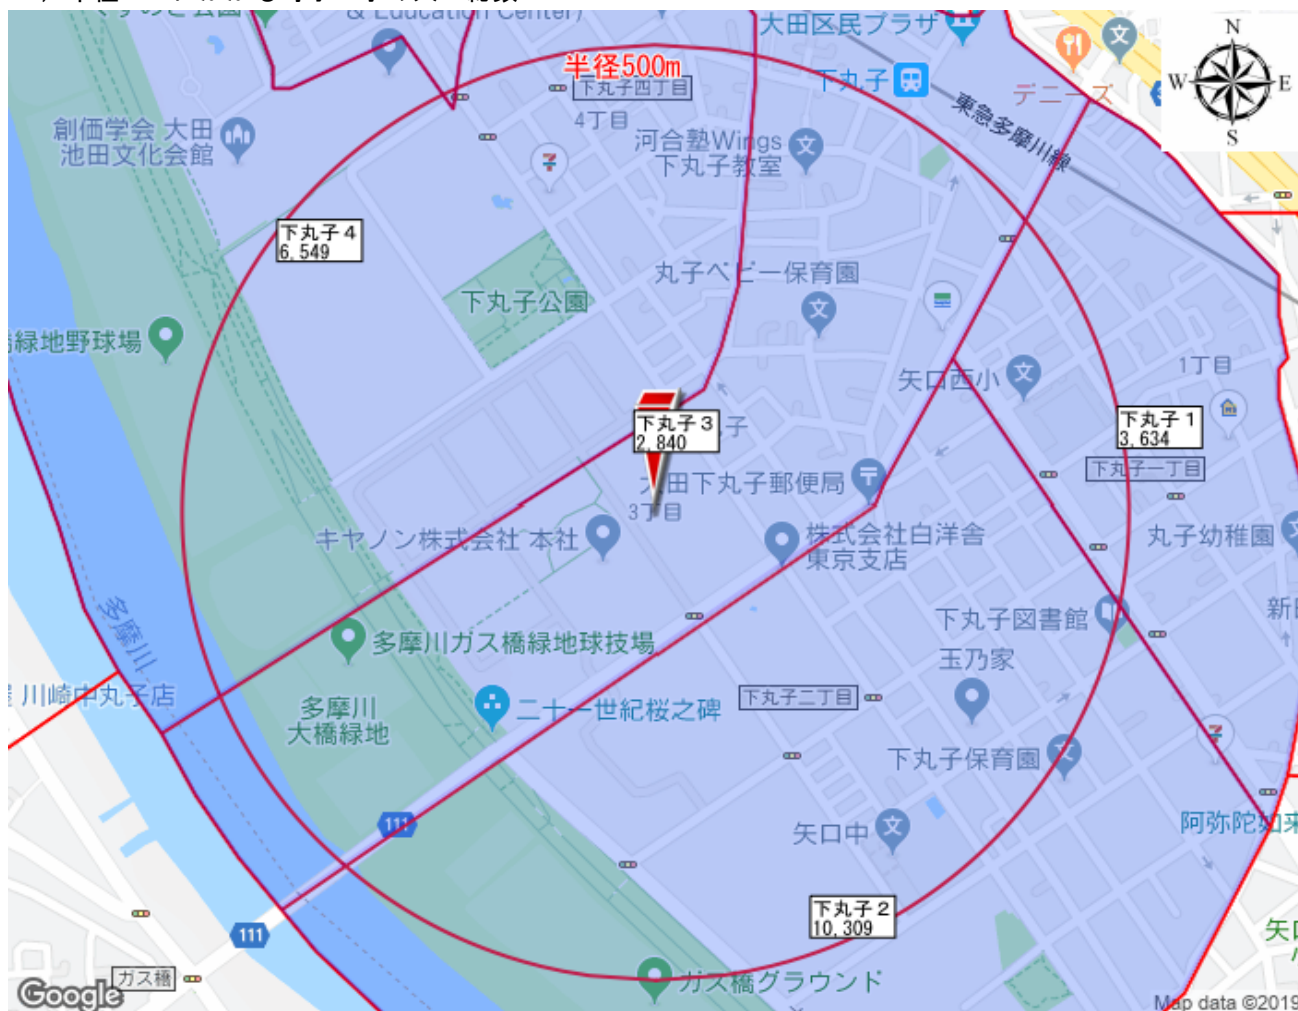 & Education Center)
大田区民プラザ
N
W E
S
半径500m
下丸子四丁目
下丸子
デニーズ
創価学会 大田
池田文化会館
4丁目
河合塾Wings
下丸子教室
東急多摩川線
下丸子4
6,549
丸子ベビー保育園
下丸子公園
緑地野球場
矢口西小
1丁目
下丸子3
2,840
子
下丸子1
3,634
下丸子一丁目
大田下丸子郵便局
3丁目
キヤノン株式会社 本社
株式会社白洋舎
東京支店
丸子幼稚園
多摩川
下丸子図書館
多摩川ガス橋緑地球技場
玉乃家
川崎中丸子店
下丸子二丁目
多摩川
大橋緑地
二十一世紀桜之碑
下丸子保育園
111
矢口中
阿弥陀如来
下丸子2
10,309
111
ガス橋
ガス橋グラウンド
Google
Map data ©2019